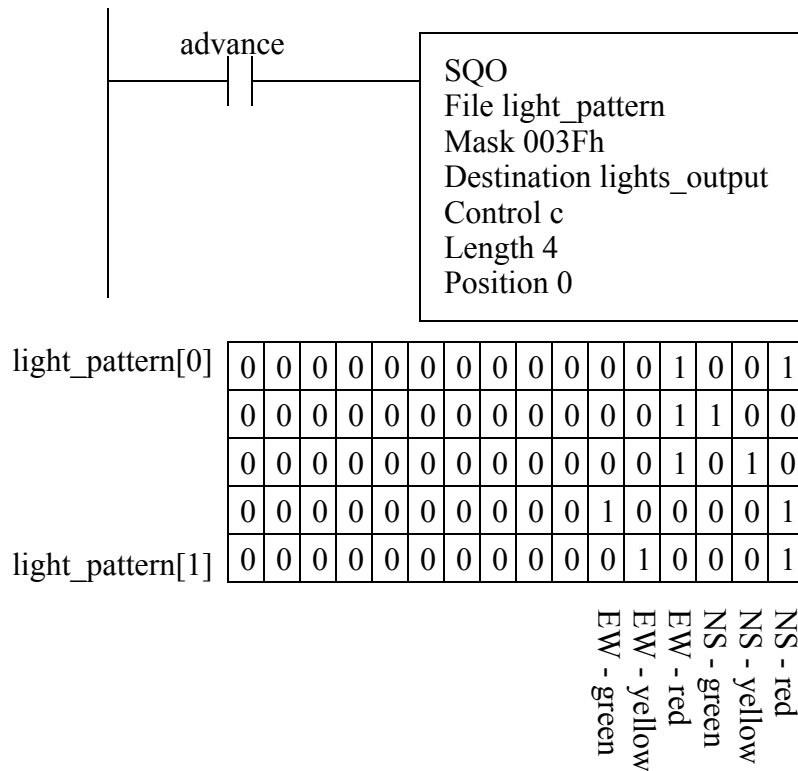 advance
SQO
File light_pattern
Mask 003Fh
Destination lights_output
Control c
Length 4
Position 0
light_pattern[0] 0 0 0 0 0 0 0 0 0 0 0 0 1 0 0 1
0 0 0 0 0 0 0 0 0 0 0 0 1 1 0 0
0 0 0 0 0 0 0 0 0 0 0 0 1 0 1 0
0 0 0 0 0 0 0 0 0 0 1 0 0 0 0 1
light_pattern[1] 0 0 0 0 0 0 0 0 0 0 0 1 0 0 0 1
EW - green
EW - yellow
EW - red
NS - green
NS - yellow
NS - red